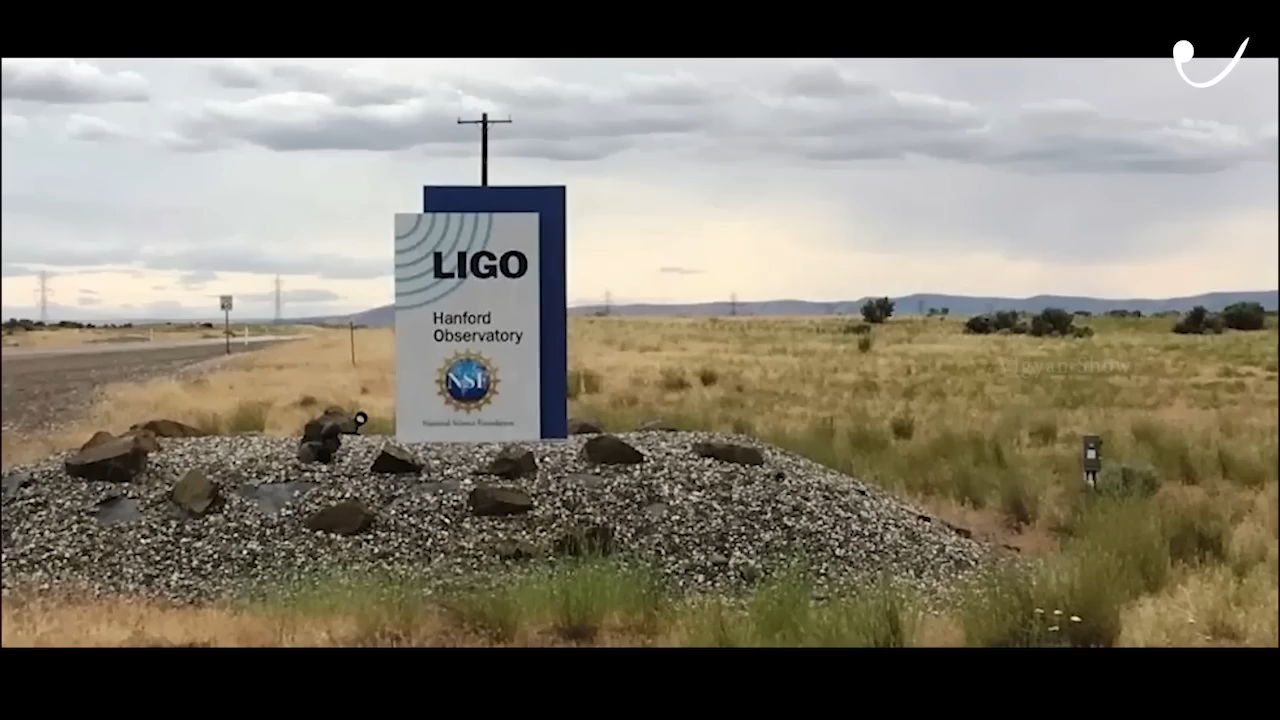 LIGO
Hanford
Observatory
NSF
National Science Foundation